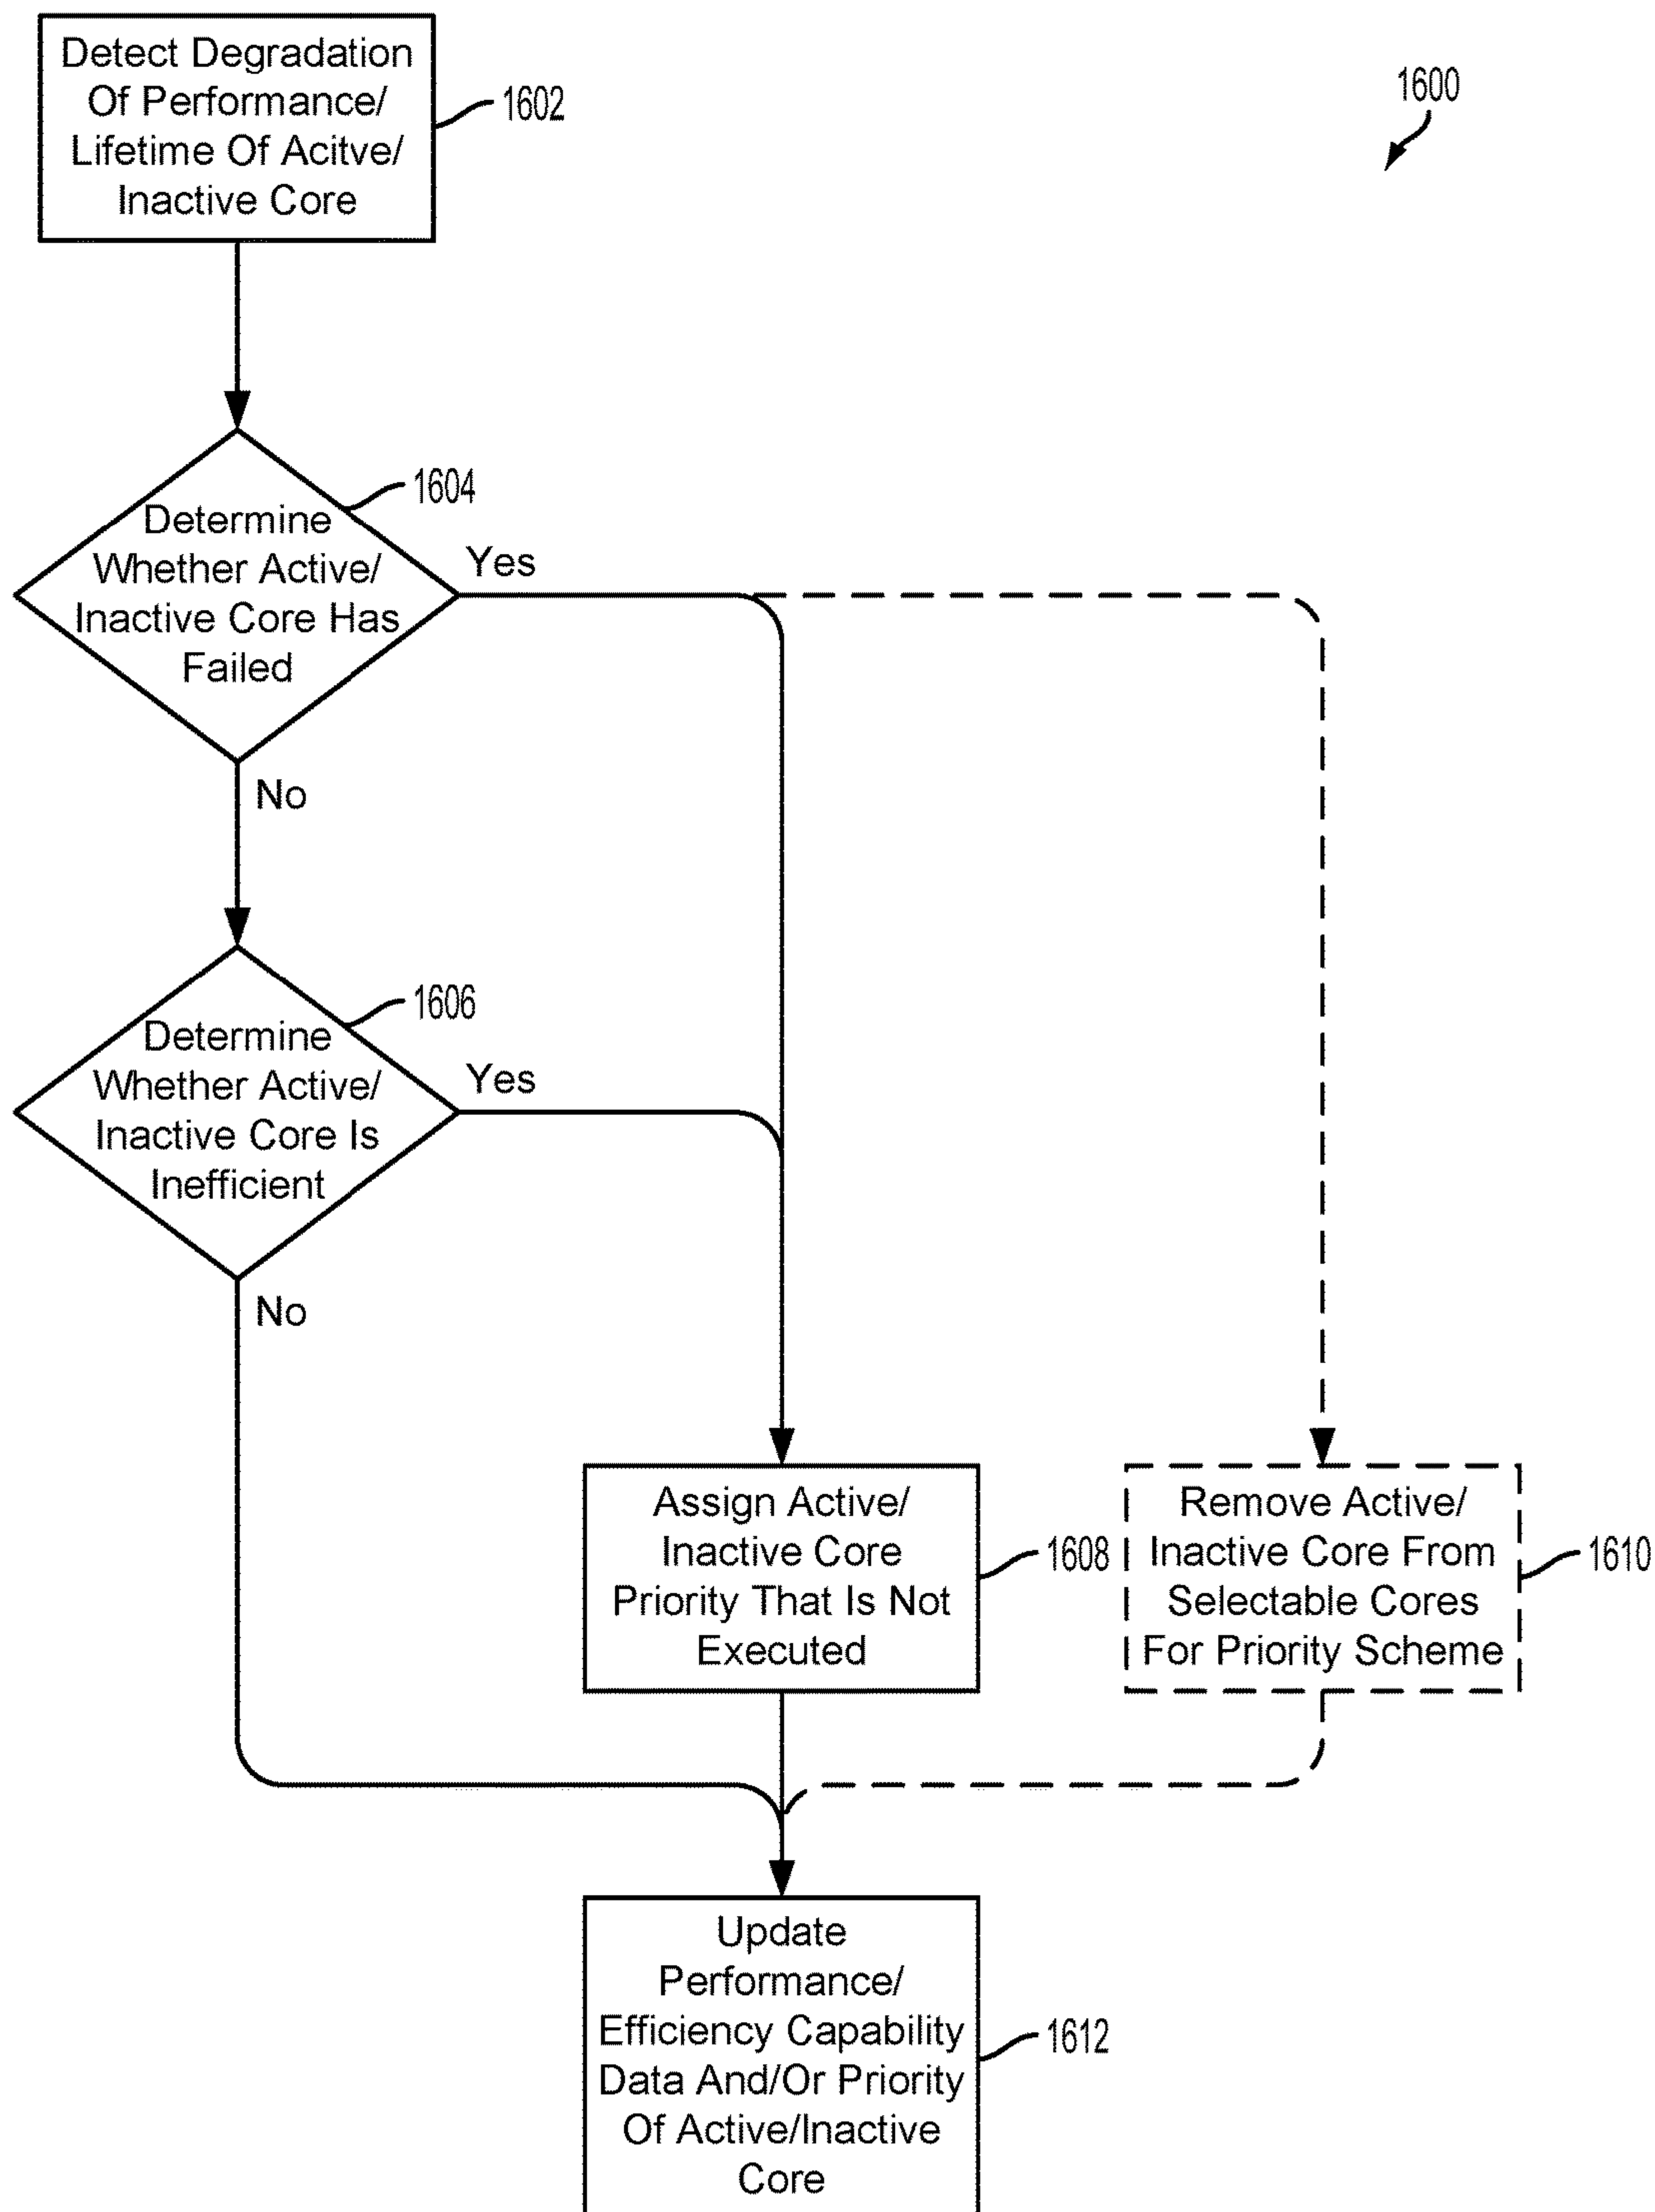 Detect Degradation
Of Performance/
Lifetime Of Acitve/
Inactive Core
1602
1600
Determine
Whether Active/
Inactive Core Has
Failed
1604
Yes
No
Determine
Whether Active/
Inactive Core Is
Inefficient
1606
Yes
No
Assign Active/
Inactive Core
Priority That Is Not
Executed
1608
Remove Active/
Inactive Core From
Selectable Cores
For Priority Scheme
1610
Update
Performance/
Efficiency Capability
Data And/Or Priority
Of Active/Inactive
Core
1612